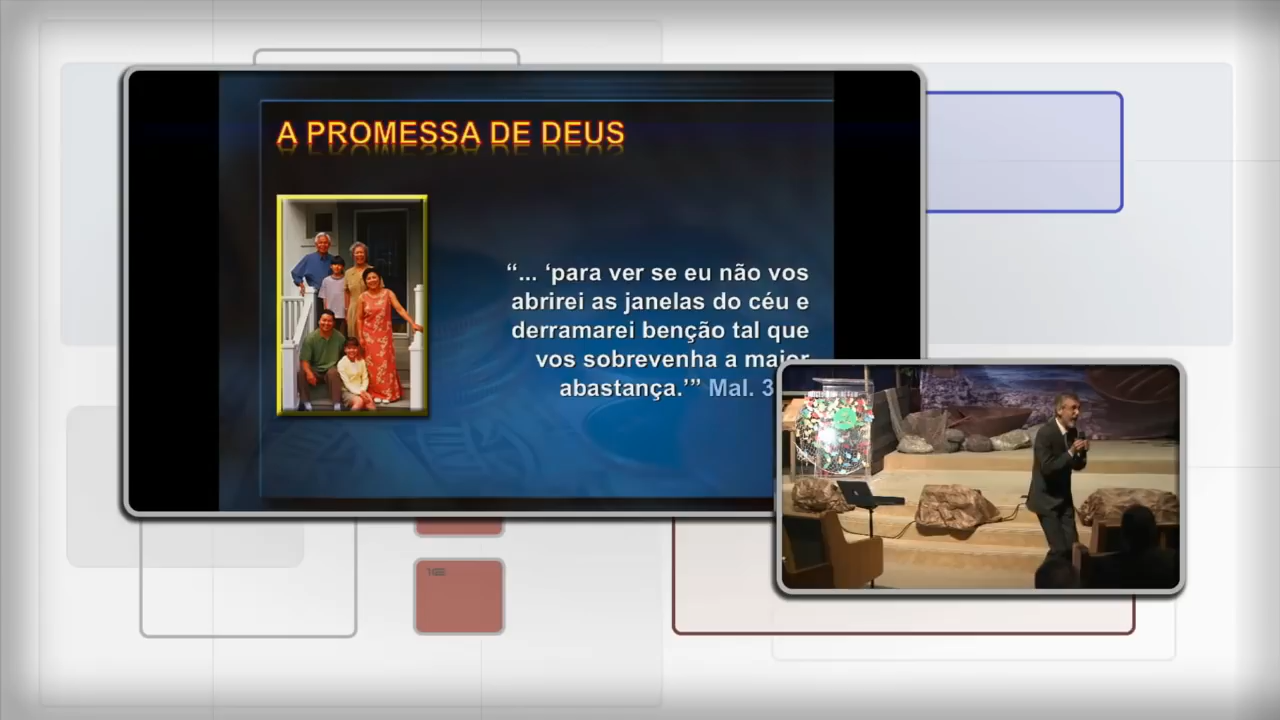 A PROMESSA DE DEUS
“... ‘para ver se eu não vos
abrirei as janelas do céu e
derramarei benção tal que
vos sobrevenha a maior
abastança.’” Mal. 3